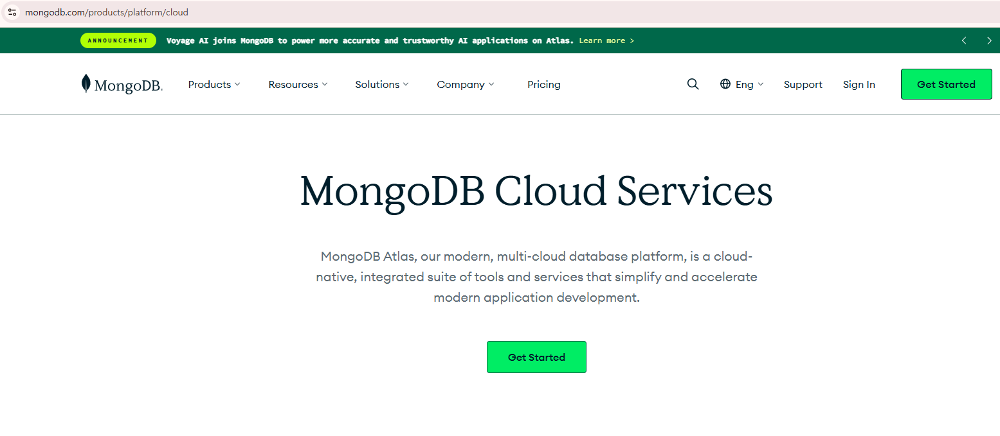 mongodb.com/products/platform/cloud
ANNOUNCEMENT Voyage AI joins MongoDB to power more accurate and trustworthy AI applications on Atlas. Learn more >
MongoDB. Products Resources Solutions Company Pricing Eng Support Sign In Get Started
MongoDB Cloud Services
MongoDB Atlas, our modern, multi-cloud database platform, is a cloud-
native, integrated suite of tools and services that simplify and accelerate
modern application development.
Get Started